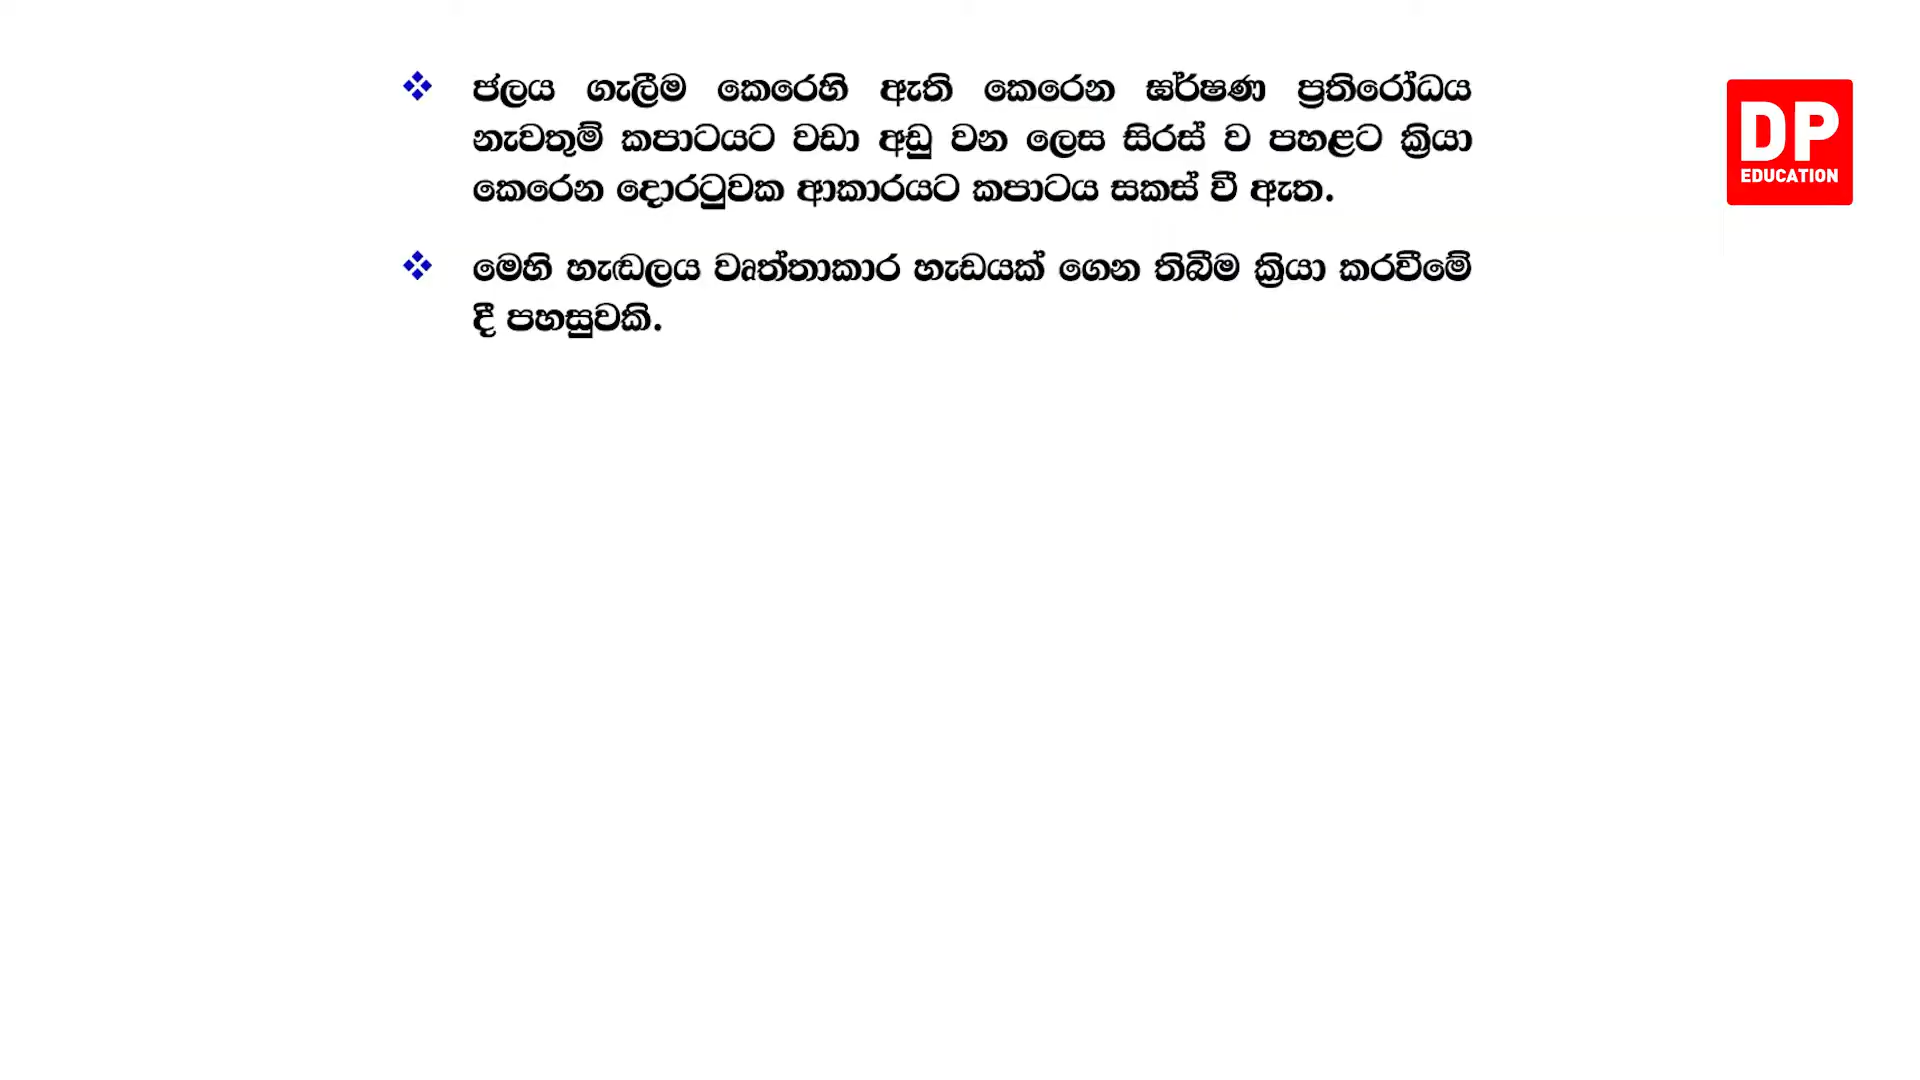 ජලය ගැලීම කෙරෙහි ඇති කෙරෙන ඝර්ෂණ ප්‍රතිරෝධය
නැවතුම් කපාටයට වඩා අඩු වන ලෙස සිරස් ව පහළට ක්‍රියා
කෙරෙන දොරටුවක ආකාරයට කපාටය සකස් වී ඇත.
මෙහි හැඬලය වෘත්තාකාර හැඩයක් ගෙන තිබීම ක්‍රියා කරවීමේ
දී පහසුවකි.
DP
EDUCATION